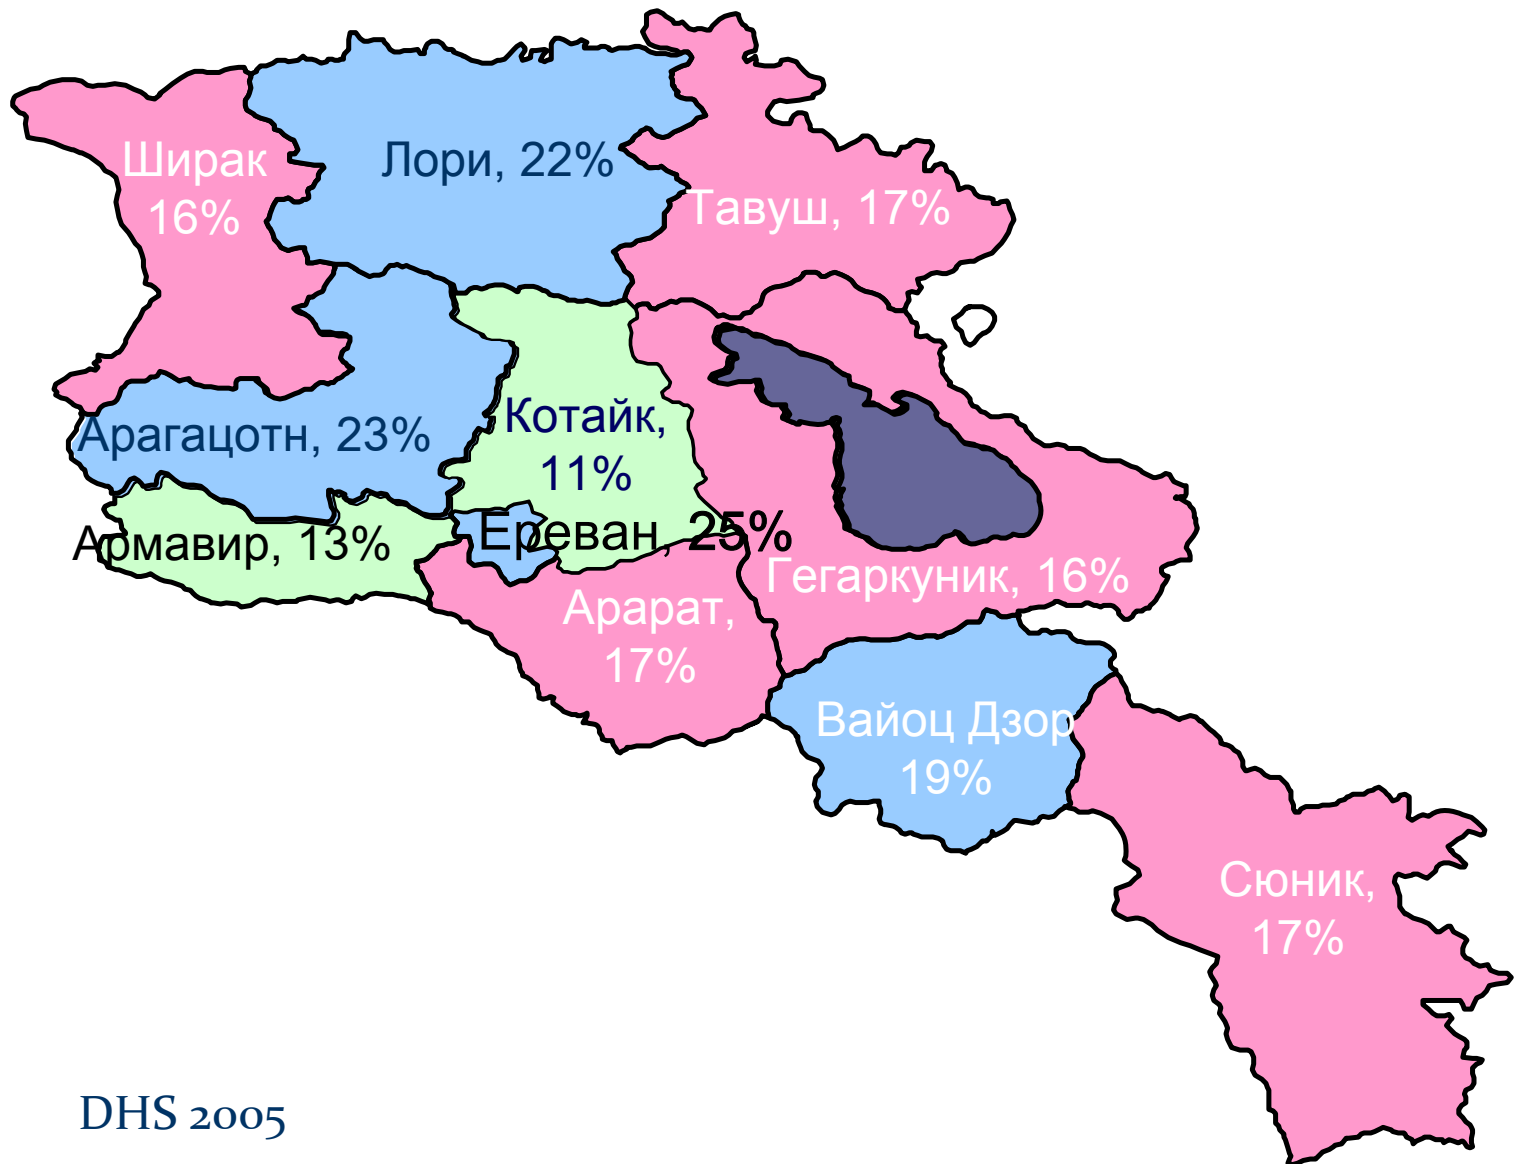 Ширак
16%
Лори, 22%
Тавуш, 17%
Арагацотн, 23%
Котайк,
11%
Ереван, 25%
Армавир, 13%
Гегаркуник, 16%
Арарат,
17%
Вайоц Дзор
19%
Сюник,
17%
DHS 2005